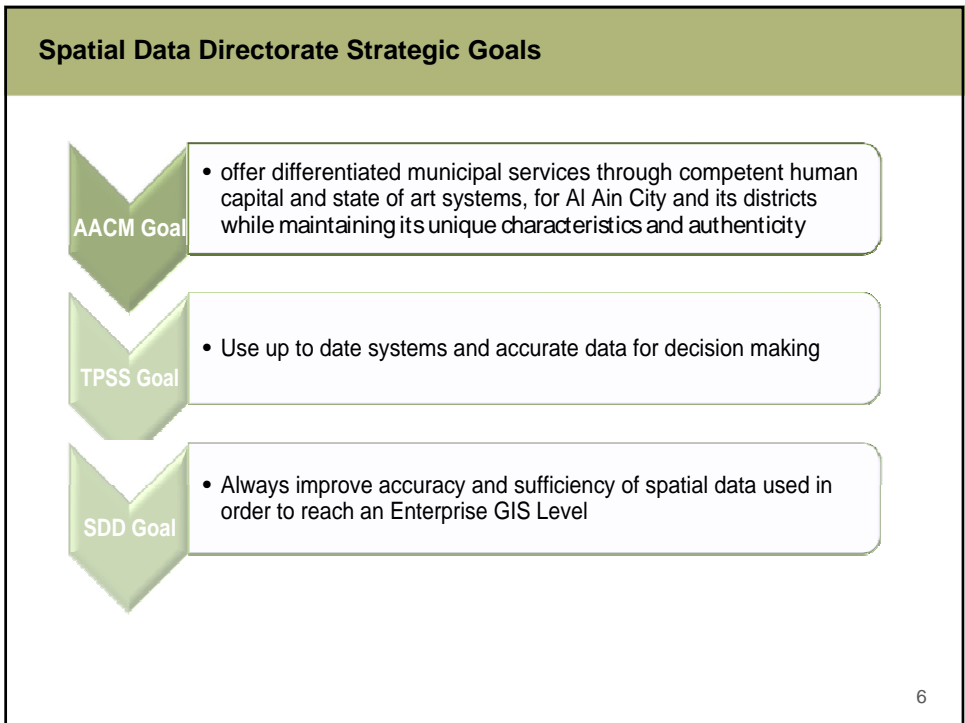 Spatial Data Directorate Strategic Goals
AACM Goal
• offer differentiated municipal services through competent human
capital and state of art systems, for Al Ain City and its districts
while maintaining its unique characteristics and authenticity
TPSS Goal
• Use up to date systems and accurate data for decision making
SDD Goal
• Always improve accuracy and sufficiency of spatial data used in
order to reach an Enterprise GIS Level
6